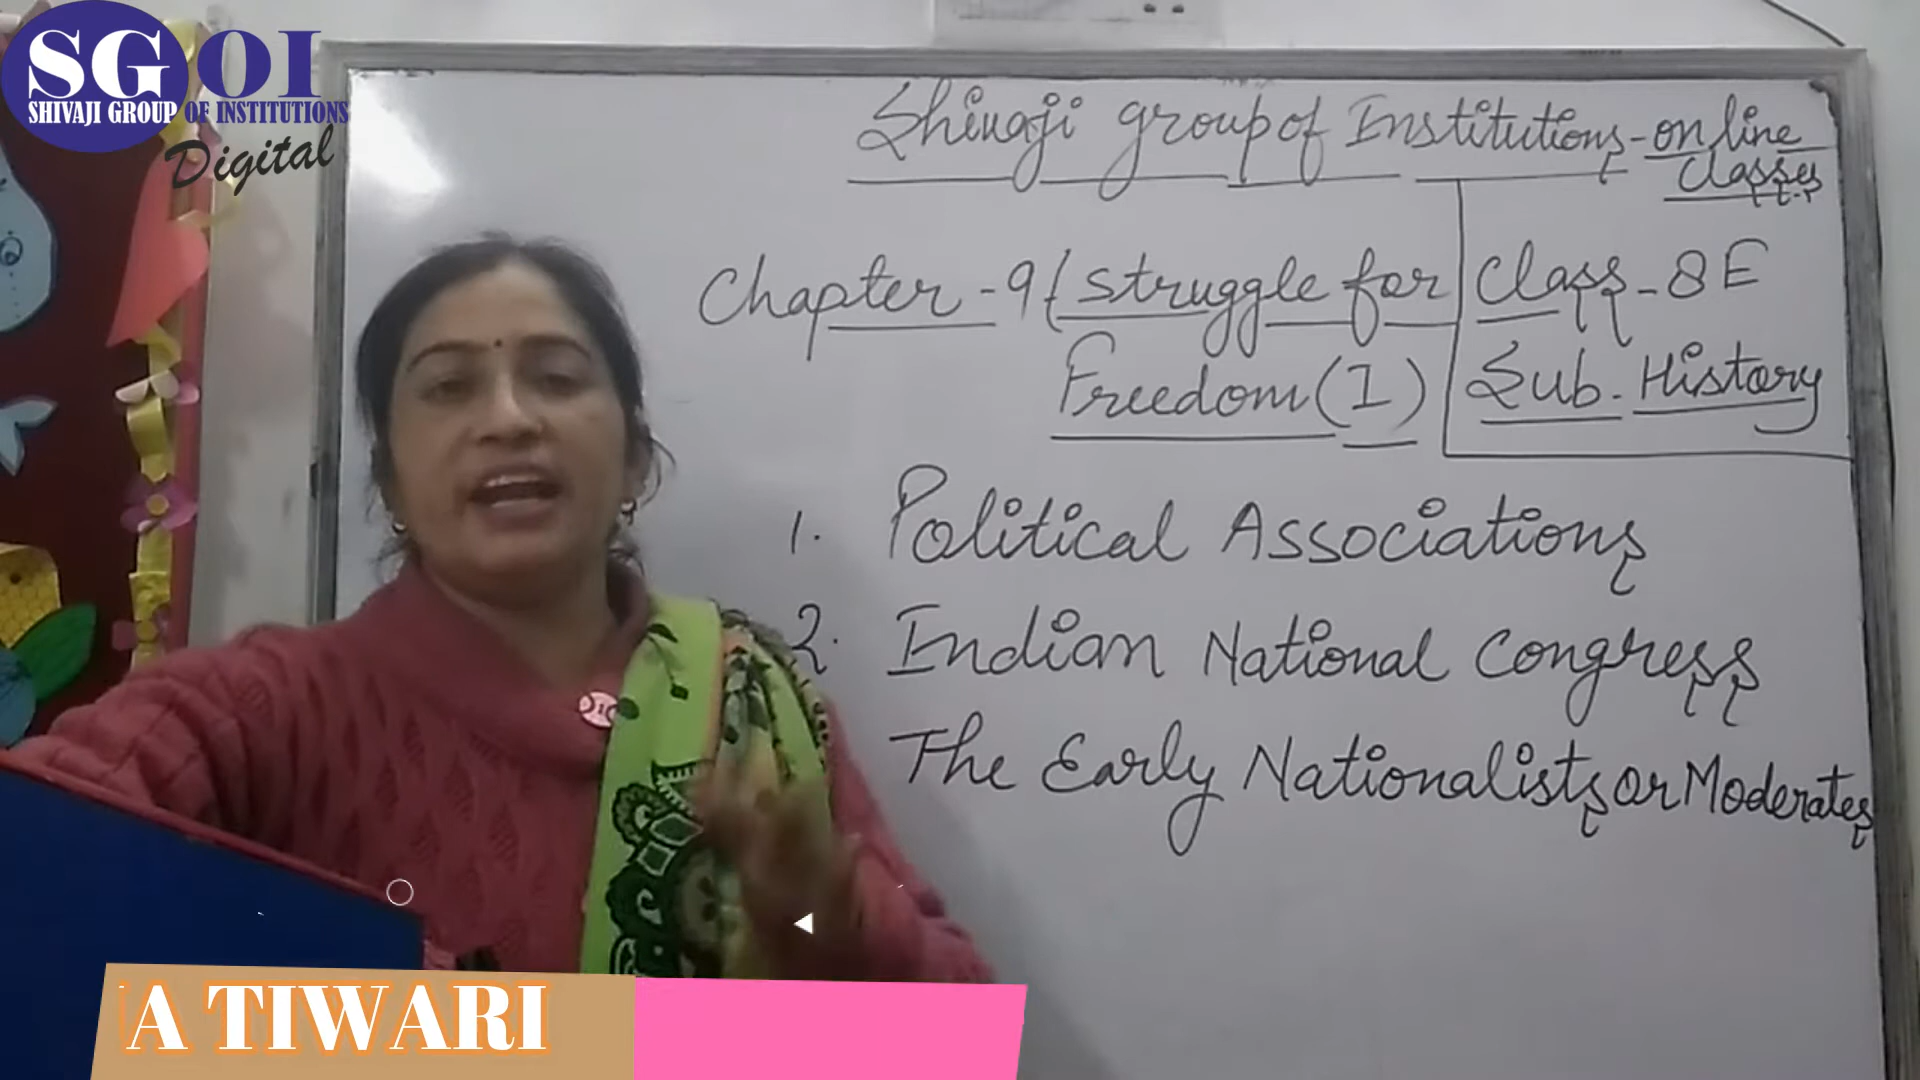 SGOI
SHIVAJI GROUP OF INSTITUTIONS
Digital
Shivaji group of Institutions - online
Classes
Chapter - 9 ( Struggle for
Freedom (I)
Class - 8 E
Sub. History
1. Political Associations
2. Indian National Congress
The Early Nationalists or Moderates
A TIWARI